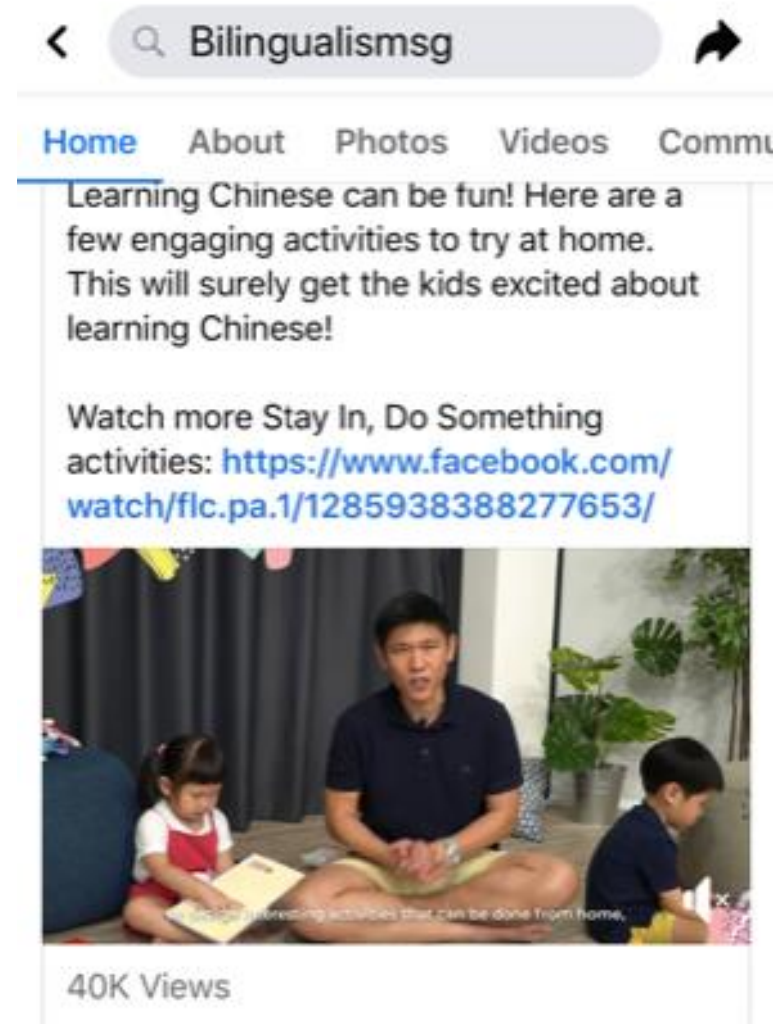 Bilingualismsg
Home About Photos Videos Commu
Learning Chinese can be fun! Here are a
few engaging activities to try at home.
This will surely get the kids excited about
learning Chinese!
Watch more Stay In, Do Something
activities: https://www.facebook.com/
watch/flc.pa.1/1285938388277653/
interesting activities that can be done from home,
40K Views